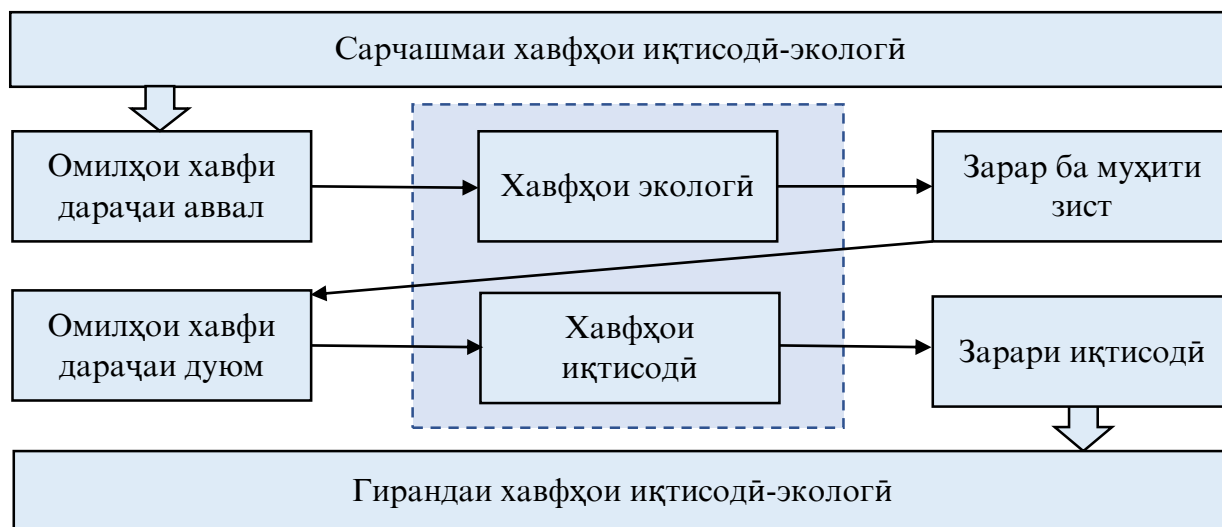 Сарчашмаи хавфҳои иқтисодӣ-экологӣ
Омилҳои хавфи
дараҷаи аввал
Хавфҳои экологӣ
Зарар ба муҳити
зист
Омилҳои хавфи
дараҷаи дуюм
Хавфҳои
иқтисодӣ
Зарари иқтисодӣ
Гирандаи хавфҳои иқтисодӣ-экологӣ